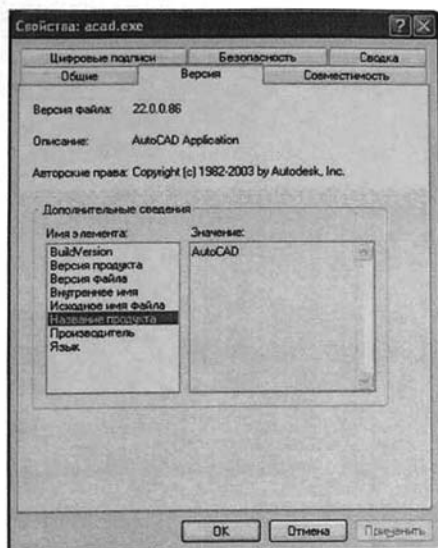 Свойства: acad.exe
Цифровые подписи Безопасность Сводка
Общие Версия Совместимость
Версия файла: 22.0.0.86
Описание: AutoCAD Application
Авторские права: Copyright (c) 1982-2003 by Autodesk, Inc.
Дополнительные сведения
Имя элемента: Значение:
BuildVersion AutoCAD
Версия продукта
Версия файла
Внутреннее имя
Исходное имя файла
Название продукта
Производитель
Язык
OK Отмена Применить